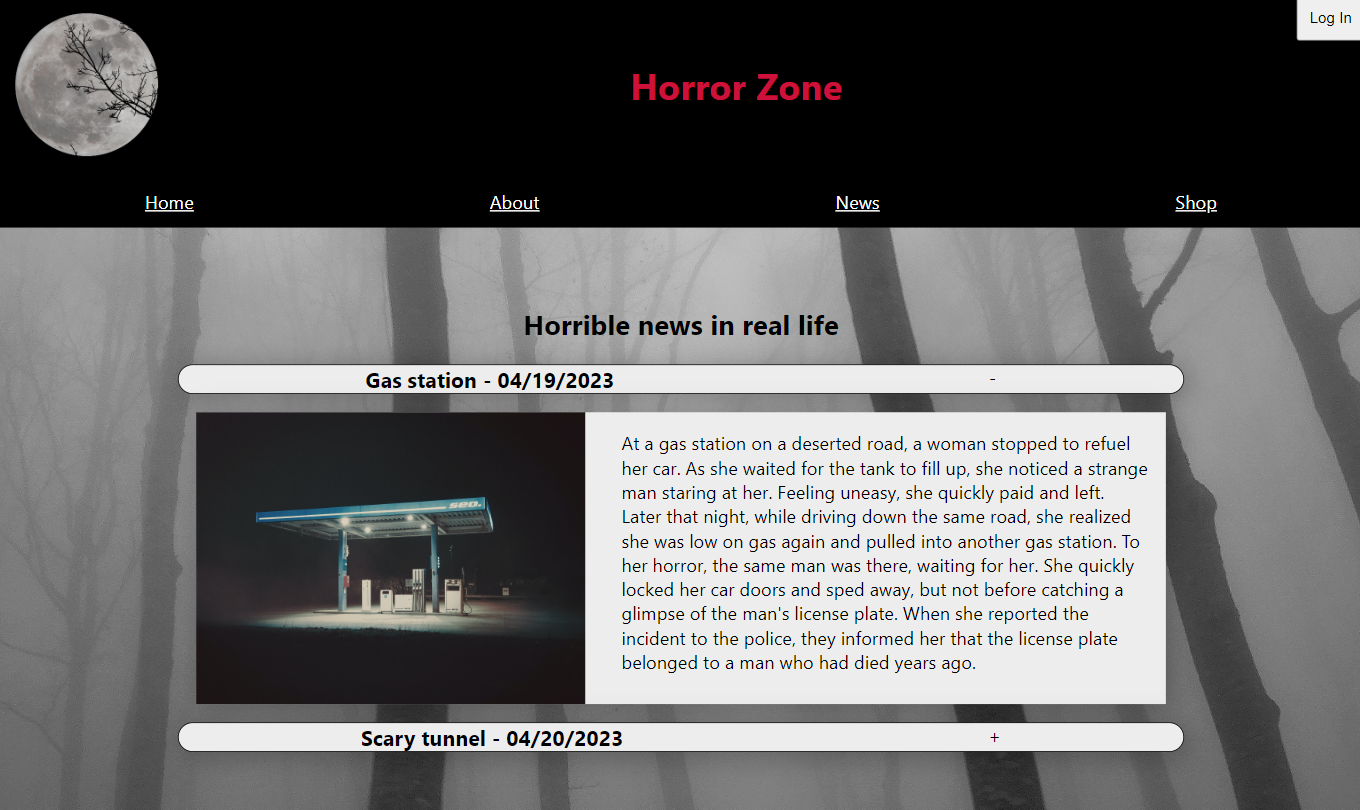 Log In
Horror Zone
Home About News Shop
Horrible news in real life
Gas station - 04/19/2023 -
seo.
At a gas station on a deserted road, a woman stopped to refuel
her car. As she waited for the tank to fill up, she noticed a strange
man staring at her. Feeling uneasy, she quickly paid and left.
Later that night, while driving down the same road, she realized
she was low on gas again and pulled into another gas station. To
her horror, the same man was there, waiting for her. She quickly
locked her car doors and sped away, but not before catching a
glimpse of the man's license plate. When she reported the
incident to the police, they informed her that the license plate
belonged to a man who had died years ago.
Scary tunnel - 04/20/2023 +